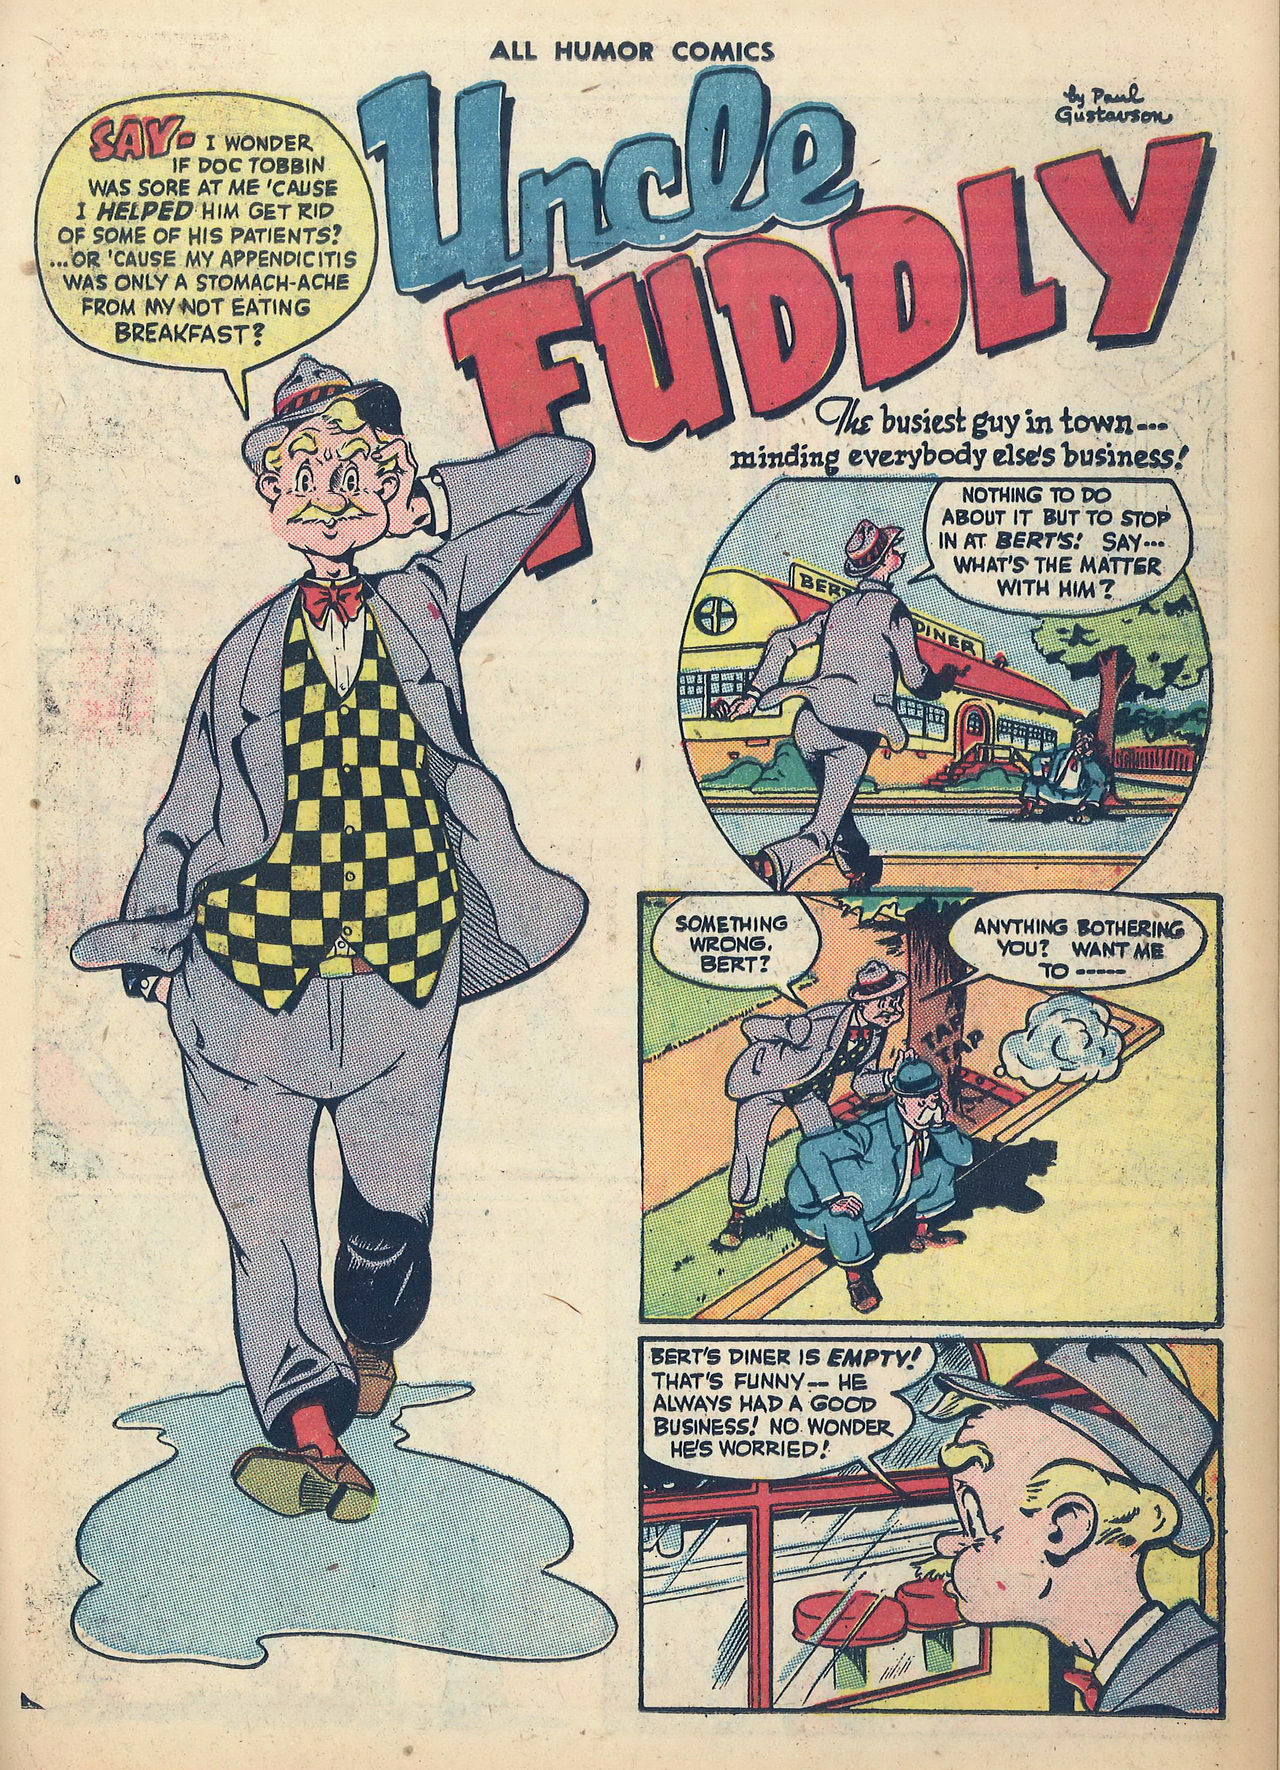 ALL HUMOR COMICS
Uncle
FUDDLY
by Paul
Gustavson
SAY- I WONDER
IF DOC TOBBIN
WAS SORE AT ME 'CAUSE
I HELPED HIM GET RID
OF SOME OF HIS PATIENTS?
...OR 'CAUSE MY APPENDICITIS
WAS ONLY A STOMACH-ACHE
FROM MY NOT EATING
BREAKFAST?
The busiest guy in town---
minding everybody else's business!
NOTHING TO DO
ABOUT IT BUT TO STOP
IN AT BERT'S! SAY---
WHAT'S THE MATTER
WITH HIM?
BERT
DINER
SOMETHING
WRONG,
BERT?
ANYTHING BOTHERING
YOU? WANT ME
TO -----
TAP
TAP
BERT'S DINER IS EMPTY!
THAT'S FUNNY-- HE
ALWAYS HAD A GOOD
BUSINESS! NO WONDER
HE'S WORRIED!